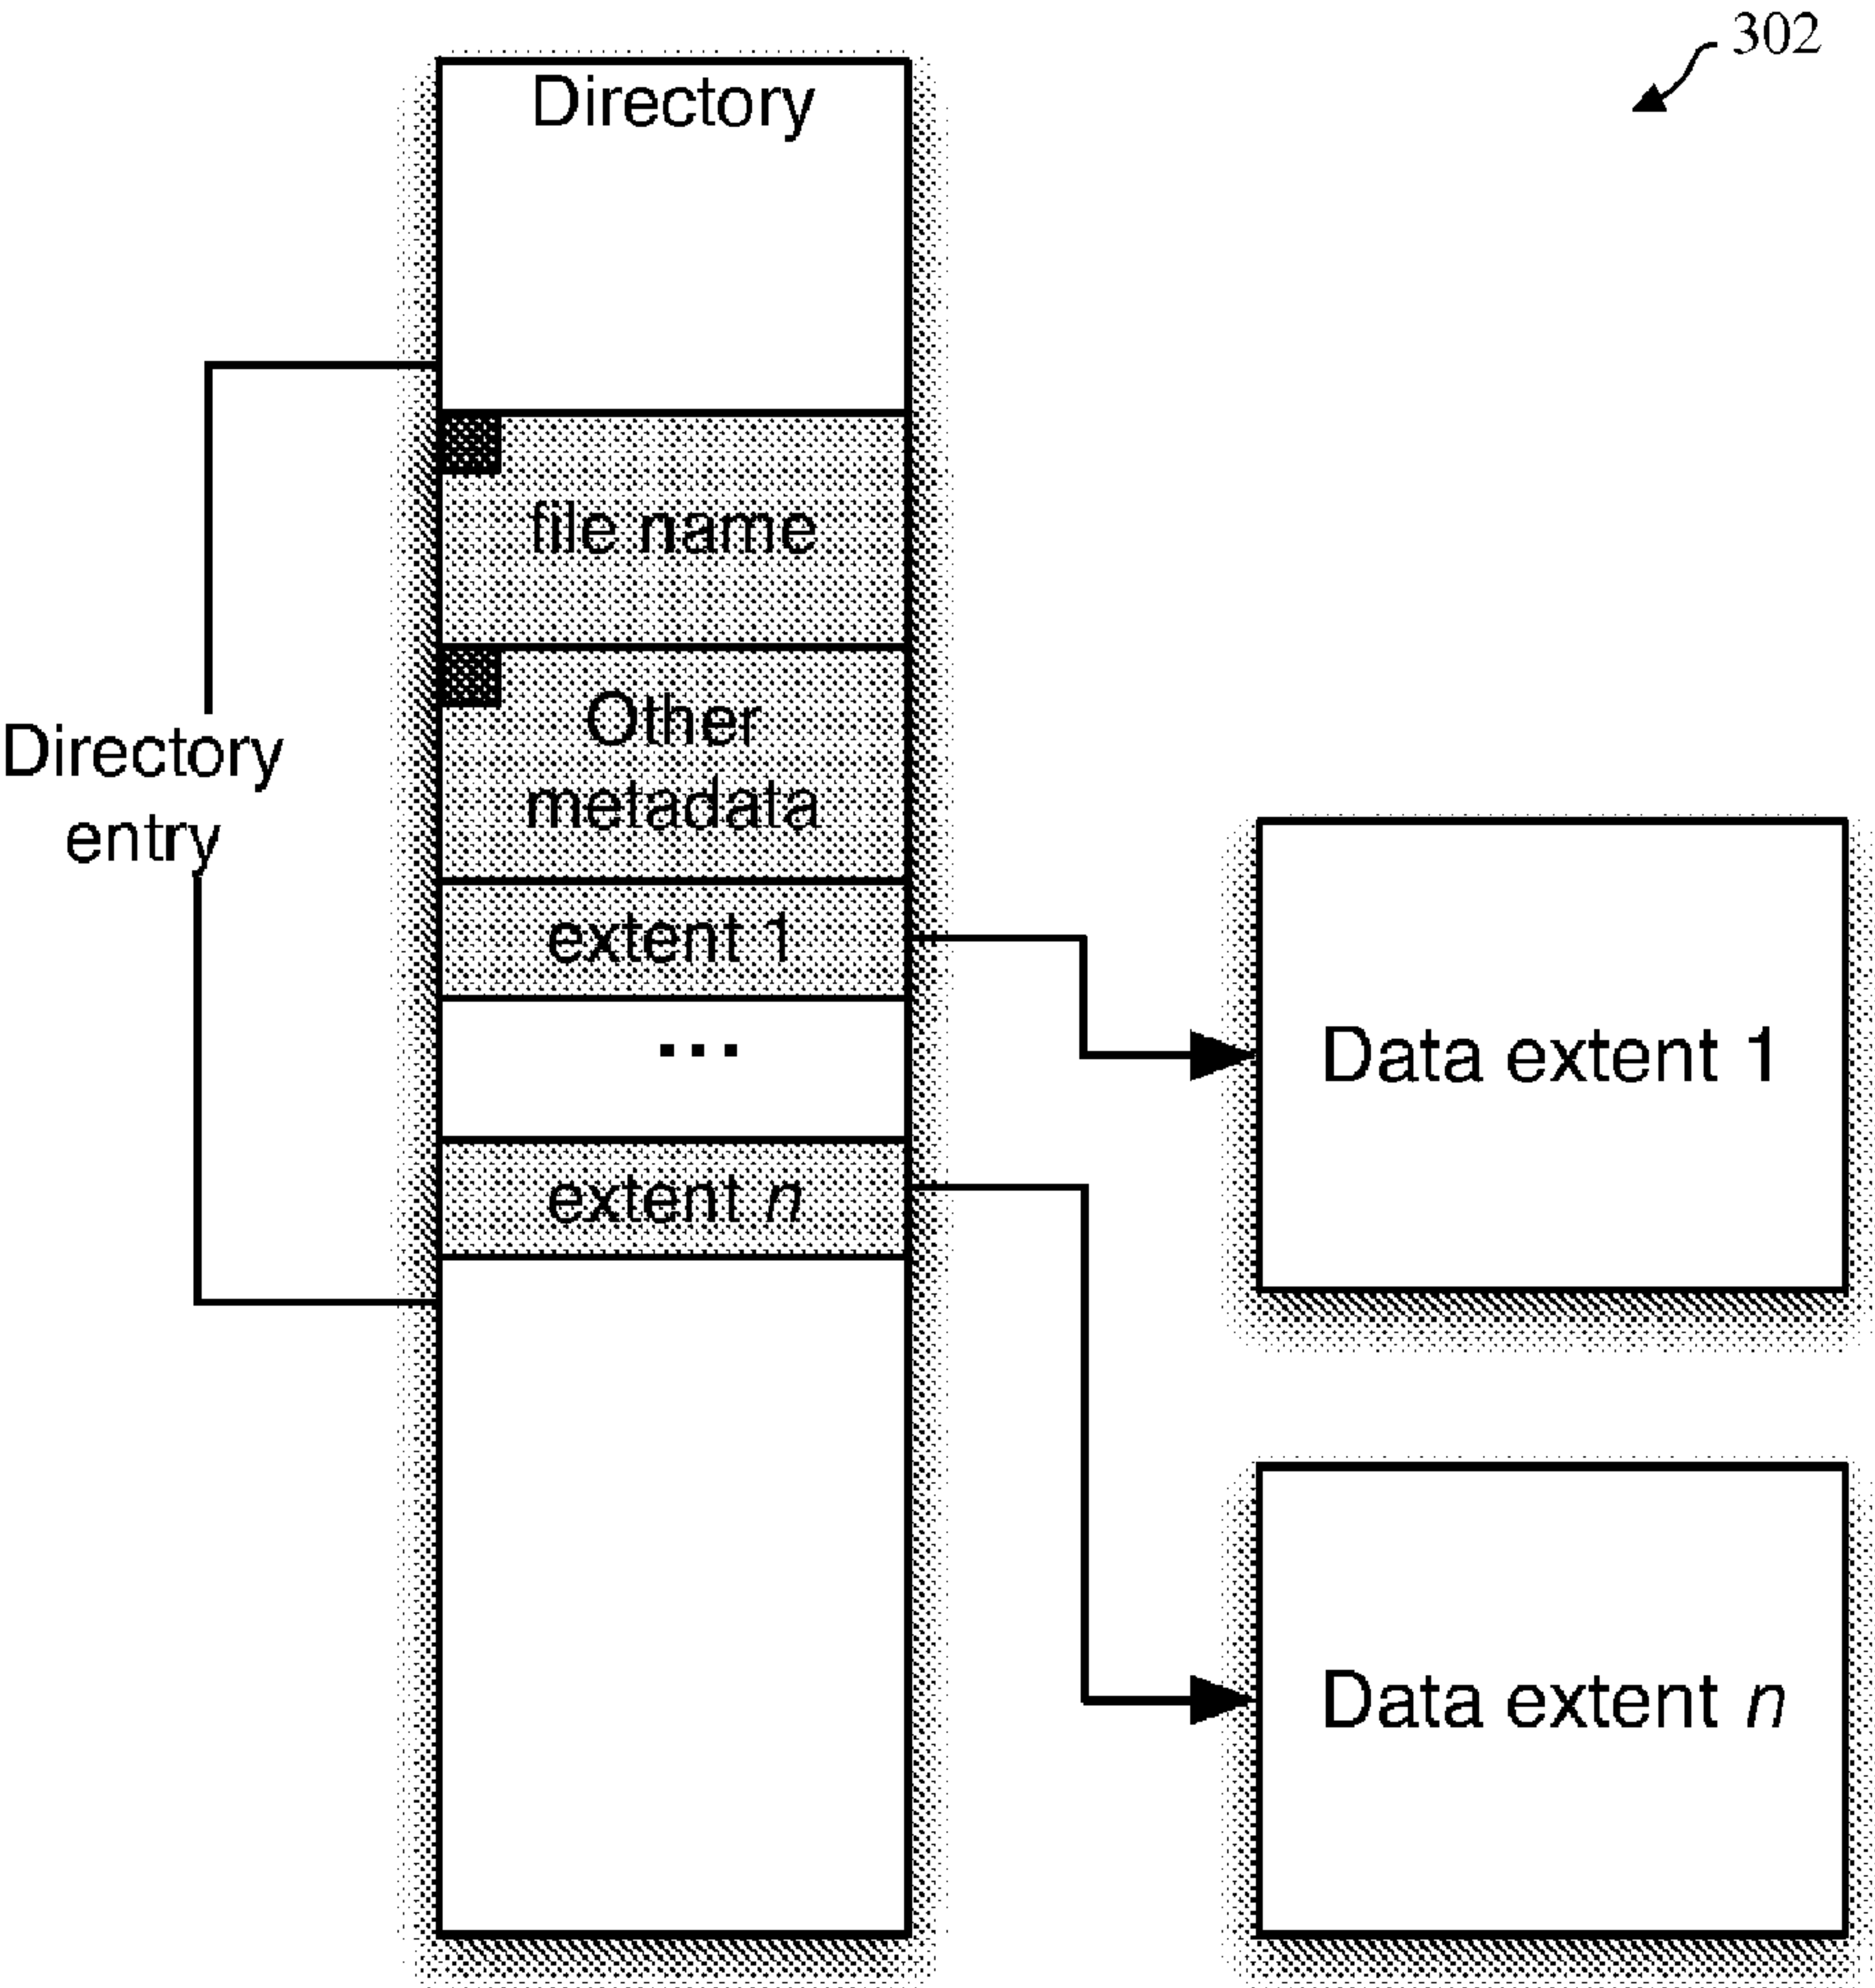 302
Directory
file name
Other
metadata
Directory
entry
extent 1
...
extent n
Data extent 1
Data extent n